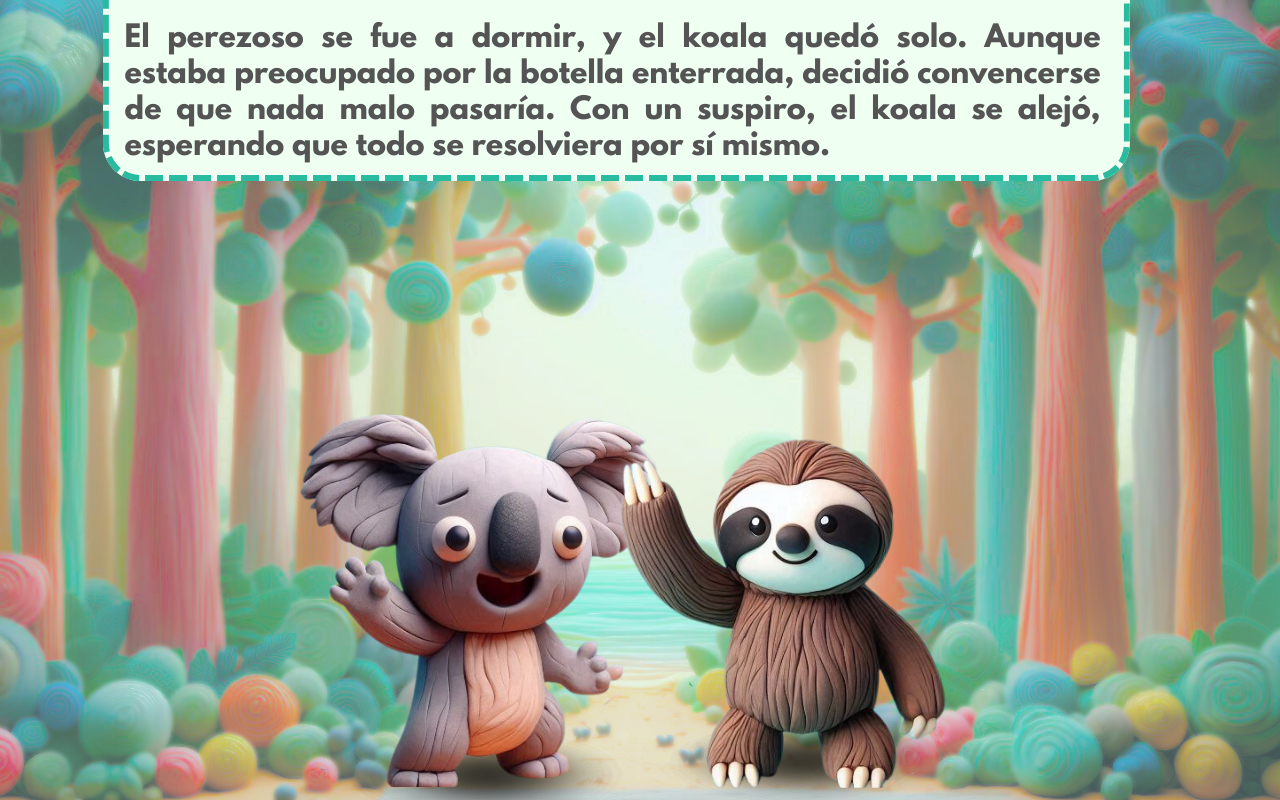 El perezoso se fue a dormir, y el koala quedó solo. Aunque
estaba preocupado por la botella enterrada, decidió convencerse
de que nada malo pasaría. Con un suspiro, el koala se alejó,
esperando que todo se resolviera por sí mismo.